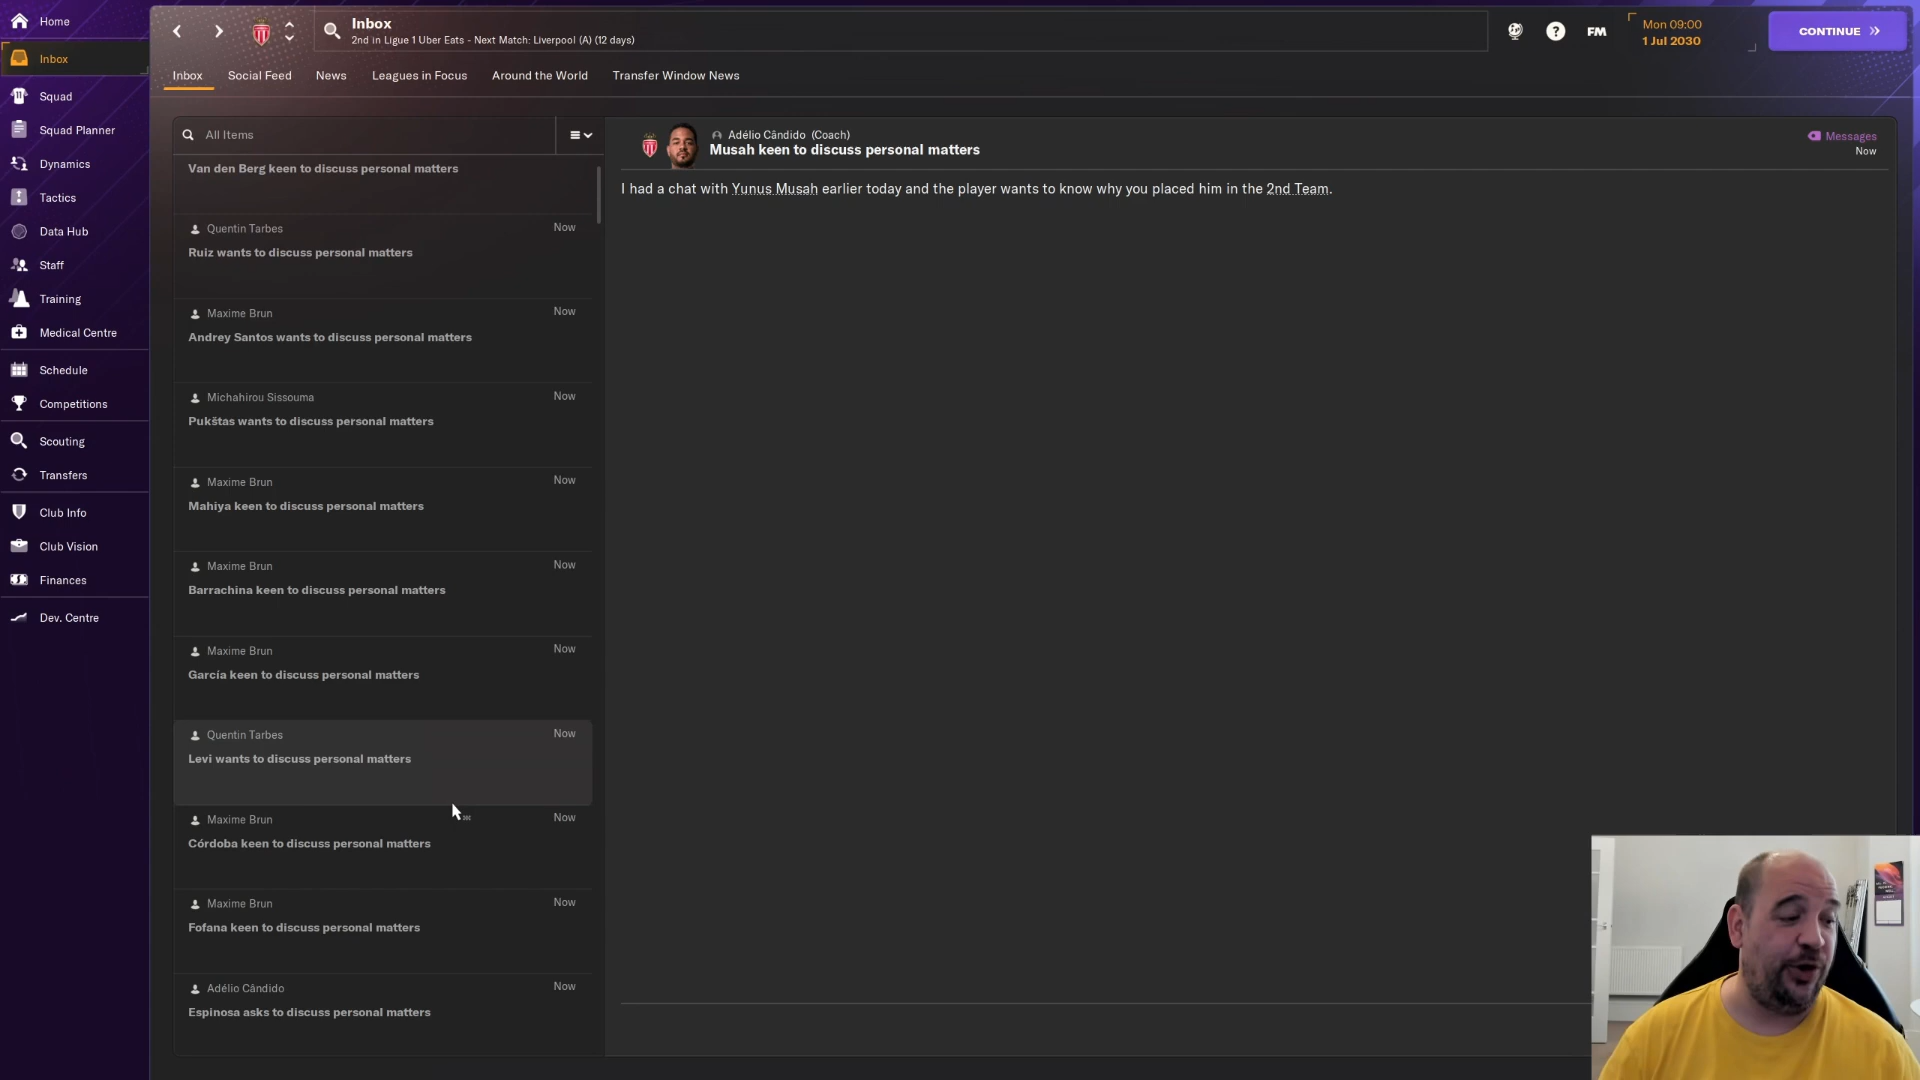 Home
Inbox
Squad
Squad Planner
Dynamics
Tactics
Data Hub
Staff
Training
Medical Centre
Schedule
Competitions
Scouting
Transfers
Club Info
Club Vision
Finances
Dev. Centre
Inbox
2nd in Ligue 1 Uber Eats - Next Match: Liverpool (A) (12 days)
?
FM
Mon 09:00
1 Jul 2030
CONTINUE
Inbox Social Feed News Leagues in Focus Around the World Transfer Window News
All Items
Van den Berg keen to discuss personal matters
Quentin Tarbes Now
Ruiz wants to discuss personal matters
Maxime Brun Now
Andrey Santos wants to discuss personal matters
Michahirou Sissouma Now
Pukštas wants to discuss personal matters
Maxime Brun Now
Mahiya keen to discuss personal matters
Maxime Brun Now
Barrachina keen to discuss personal matters
Maxime Brun Now
García keen to discuss personal matters
Quentin Tarbes Now
Levi wants to discuss personal matters
Maxime Brun Now
Córdoba keen to discuss personal matters
Maxime Brun Now
Fofana keen to discuss personal matters
Adélio Cândido Now
Espinosa asks to discuss personal matters
Adélio Cândido (Coach)
Musah keen to discuss personal matters
Messages
Now
I had a chat with Yunus Musah earlier today and the player wants to know why you placed him in the 2nd Team.